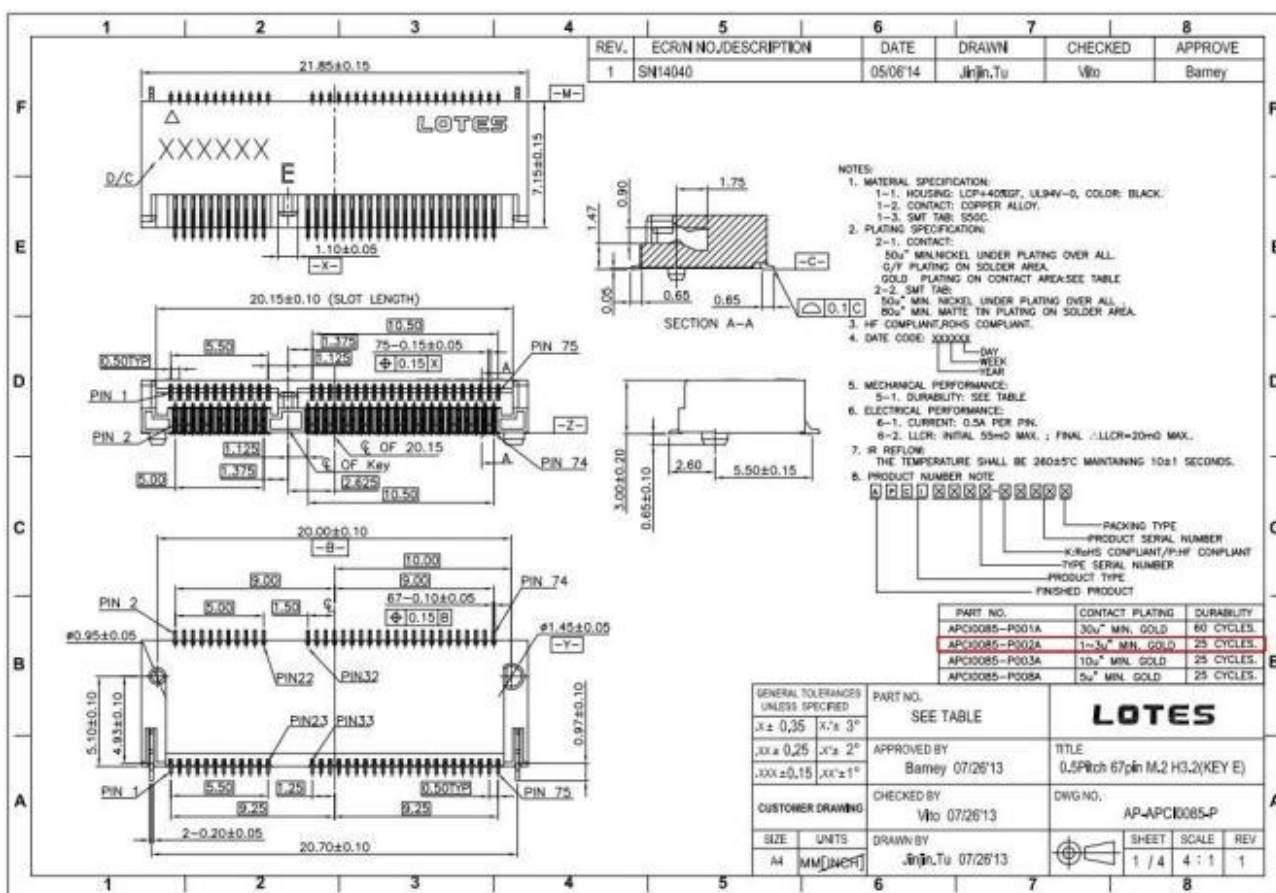 1 2 3 4 5 6 7 8
REV. ECR/N NO./DESCRIPTION DATE DRAWN CHECKED APPROVE
1 SN14040 05/06'14 Jinjin.Tu Vito Barney
F
E
D
C
B
A
21.85±0.15
-M-
LOTES
XXXXXX
D/C
E
7.15±0.15
1.10±0.05
-X-
20.15±0.10 (SLOT LENGTH)
10.50
1.375
75-0.15±0.05
5.50
1.125
PIN 75
0.50TYP
0.15 X
A
PIN 1
PIN 2
-Z-
1.125
OF 20.15
OF Key
A
PIN 74
1.375
5.00
2.625
10.50
1.75
0.90
1.47
-C-
0.05
0.65
0.65
0.1 C
SECTION A-A
3.00±0.20
0.65±0.10
2.60
5.50±0.15
20.00±0.10
-B-
10.00
9.00
9.00
PIN 74
PIN 2
5.00
1.50
67-0.10±0.05
0.15 B
ø0.95±0.05
ø1.45±0.05
-Y-
PIN22
PIN32
PIN23
PIN33
5.10±0.10
4.93±0.10
0.97±0.10
PIN 1
5.50
1.25
0.50TYP
PIN 75
9.25
9.25
2-0.20±0.05
20.70±0.10
NOTES:
1. MATERIAL SPECIFICATION:
1-1. HOUSING: LCP+40%GF, UL94V-0, COLOR: BLACK.
1-2. CONTACT: COPPER ALLOY.
1-3. SMT TAB: S50C.
2. PLATING SPECIFICATION:
2-1. CONTACT:
50u" MIN.NICKEL UNDER PLATING OVER ALL.
G/F PLATING ON SOLDER AREA.
GOLD PLATING ON CONTACT AREA:SEE TABLE
2-2. SMT TAB:
50u" MIN. NICKEL UNDER PLATING OVER ALL .
80u" MIN. MATTE TIN PLATING ON SOLDER AREA.
3. HF COMPLIANT,ROHS COMPLIANT.
4. DATE CODE: XXXXXX
DAY
WEEK
YEAR
5. MECHANICAL PERFORMANCE:
5-1. DURABILITY: SEE TABLE
6. ELECTRICAL PERFORMANCE:
6-1. CURRENT: 0.5A PER PIN.
6-2. LLCR: INITIAL 55mΩ MAX. ; FINAL △LLCR=20mΩ MAX..
7. IR REFLOW:
THE TEMPERATURE SHALL BE 260±5°C MAINTAINING 10±1 SECONDS.
8. PRODUCT NUMBER NOTE
A P C I X X X X - X X X X X
PACKING TYPE
PRODUCT SERIAL NUMBER
K:RoHS COMPLIANT/P:HF COMPLIANT
TYPE SERIAL NUMBER
PRODUCT TYPE
FINISHED PRODUCT
PART NO. CONTACT PLATING DURABILITY
APCI0085-P001A 30u" MIN. GOLD 60 CYCLES.
APCI0085-P002A 1~3u" MIN. GOLD 25 CYCLES.
APCI0085-P003A 10u" MIN. GOLD 25 CYCLES.
APCI0085-P008A 5u" MIN. GOLD 25 CYCLES.
GENERAL TOLERANCES
UNLESS SPECIFIED
.X± 0.35 X.°± 3°
.XX± 0.25 .X°± 2°
.XXX±0.15 .XX°±1°
CUSTOMER DRAWING
SIZE UNITS
A4 MM[INCH]
PART NO.
SEE TABLE
APPROVED BY
Barney 07/26'13
CHECKED BY
Vito 07/26'13
DRAWN BY
Jinjin.Tu 07/26'13
LOTES
TITLE
0.5Pitch 67pin M.2 H3.2(KEY E)
DWG NO.
AP-APCI0085-P
SHEET SCALE REV
1 / 4 4 : 1 1
F
E
D
C
B
A
1 2 3 4 5 6 7 8